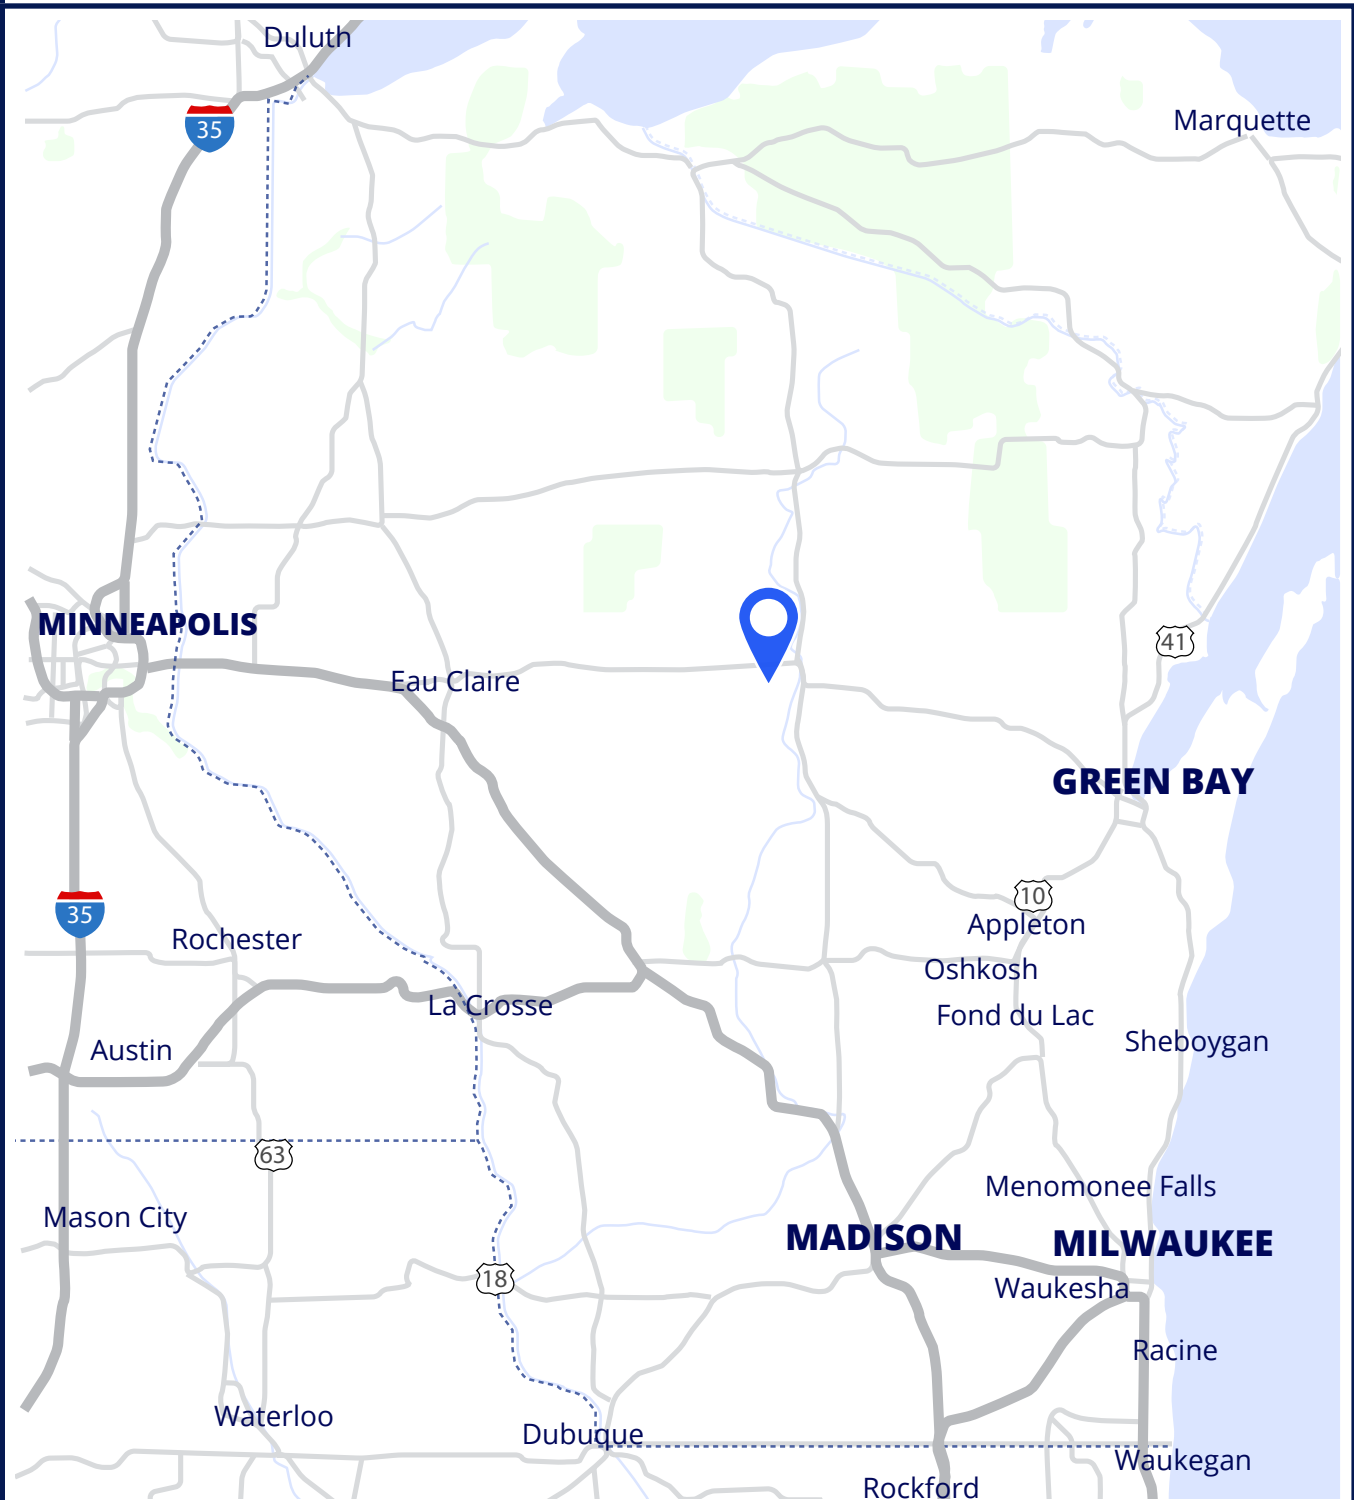 Duluth
Marquette
35
MINNEAPOLIS
41
Eau Claire
GREEN BAY
10
35
Appleton
Rochester
Oshkosh
La Crosse
Fond du Lac
Sheboygan
Austin
63
Menomonee Falls
Mason City
MADISON
MILWAUKEE
18
Waukesha
Racine
Waterloo
Dubuque
Waukegan
Rockford